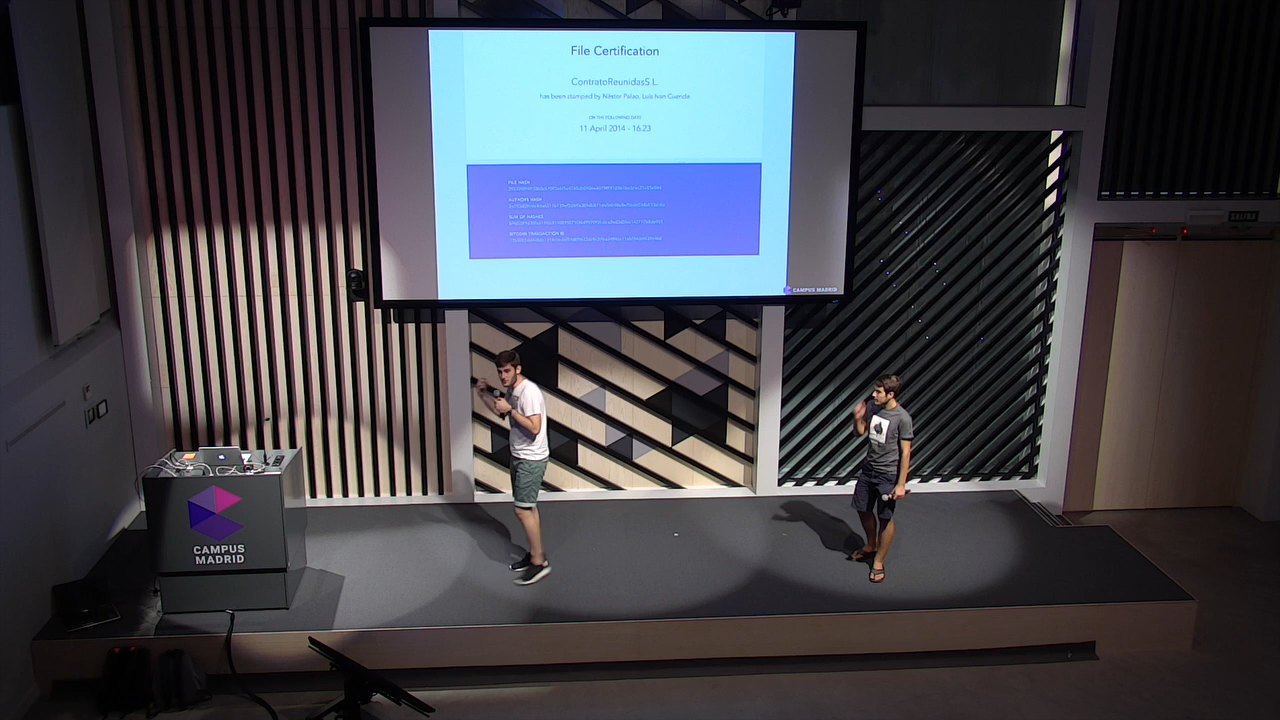 File Certification
ContratoReunidasS.L.
has been stamped by Néstor Palao, Luis Ivan Cuende
ON THE FOLLOWING DATE
11 April 2014 - 16:23
FILE HASH
AUTHORS HASH
SUM OF HASHES
BITCOIN TRANSACTION ID
CAMPUS MADRID
SALIDA
CAMPUS
MADRID